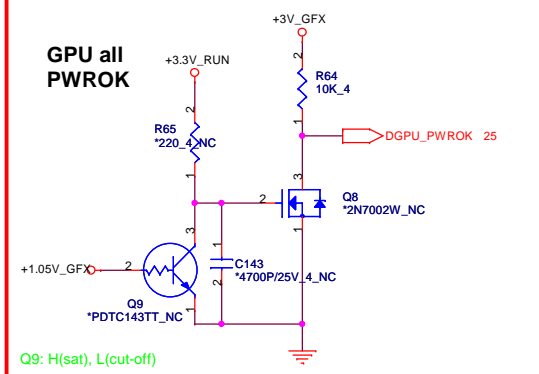 +3V_GFX
GPU all
PWROK
+3.3V_RUN
2
R64
10K_4
2
1
R65
*220_4_NC
DGPU_PWROK 25
1
3
2
Q8
*2N7002W_NC
3
1
1
C143
*4700P/25V_4_NC
+1.05V_GFX
2
2
Q9
*PDTC143TT_NC
1
Q9: H(sat), L(cut-off)